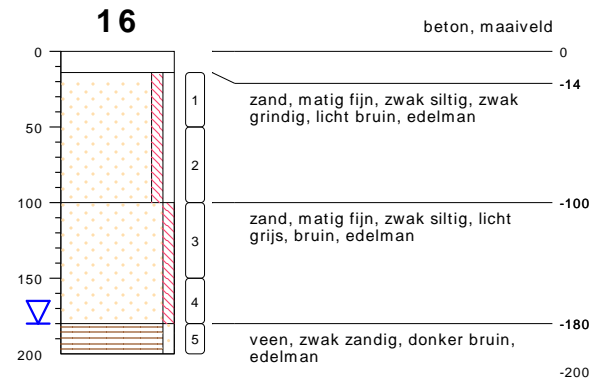 16
beton, maaiveld
0
0
-14
1
zand, matig fijn, zwak siltig, zwak
grindig, licht bruin, edelman
50
2
100
-100
zand, matig fijn, zwak siltig, licht
grijs, bruin, edelman
3
150
4
-180
5
veen, zwak zandig, donker bruin,
edelman
200
-200